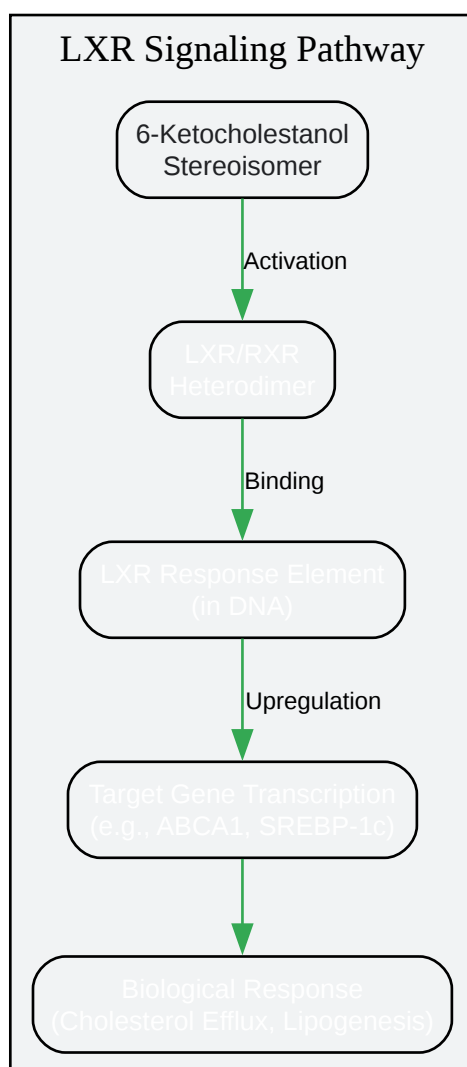 LXR Signaling Pathway
6-Ketocholestanol
Stereoisomer
Activation
LXR/RXR
Heterodimer
Binding
LXR Response Element
(in DNA)
Upregulation
Target Gene Transcription
(e.g., ABCA1, SREBP-1c)
Biological Response
(Cholesterol Efflux, Lipogenesis)